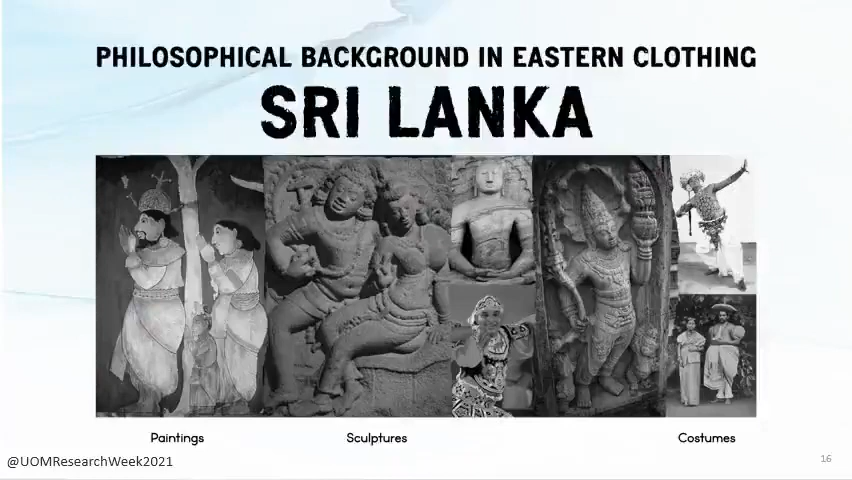 PHILOSOPHICAL BACKGROUND IN EASTERN CLOTHING
SRI LANKA
Paintings
Sculptures
Costumes
@UOMResearchWeek2021
16